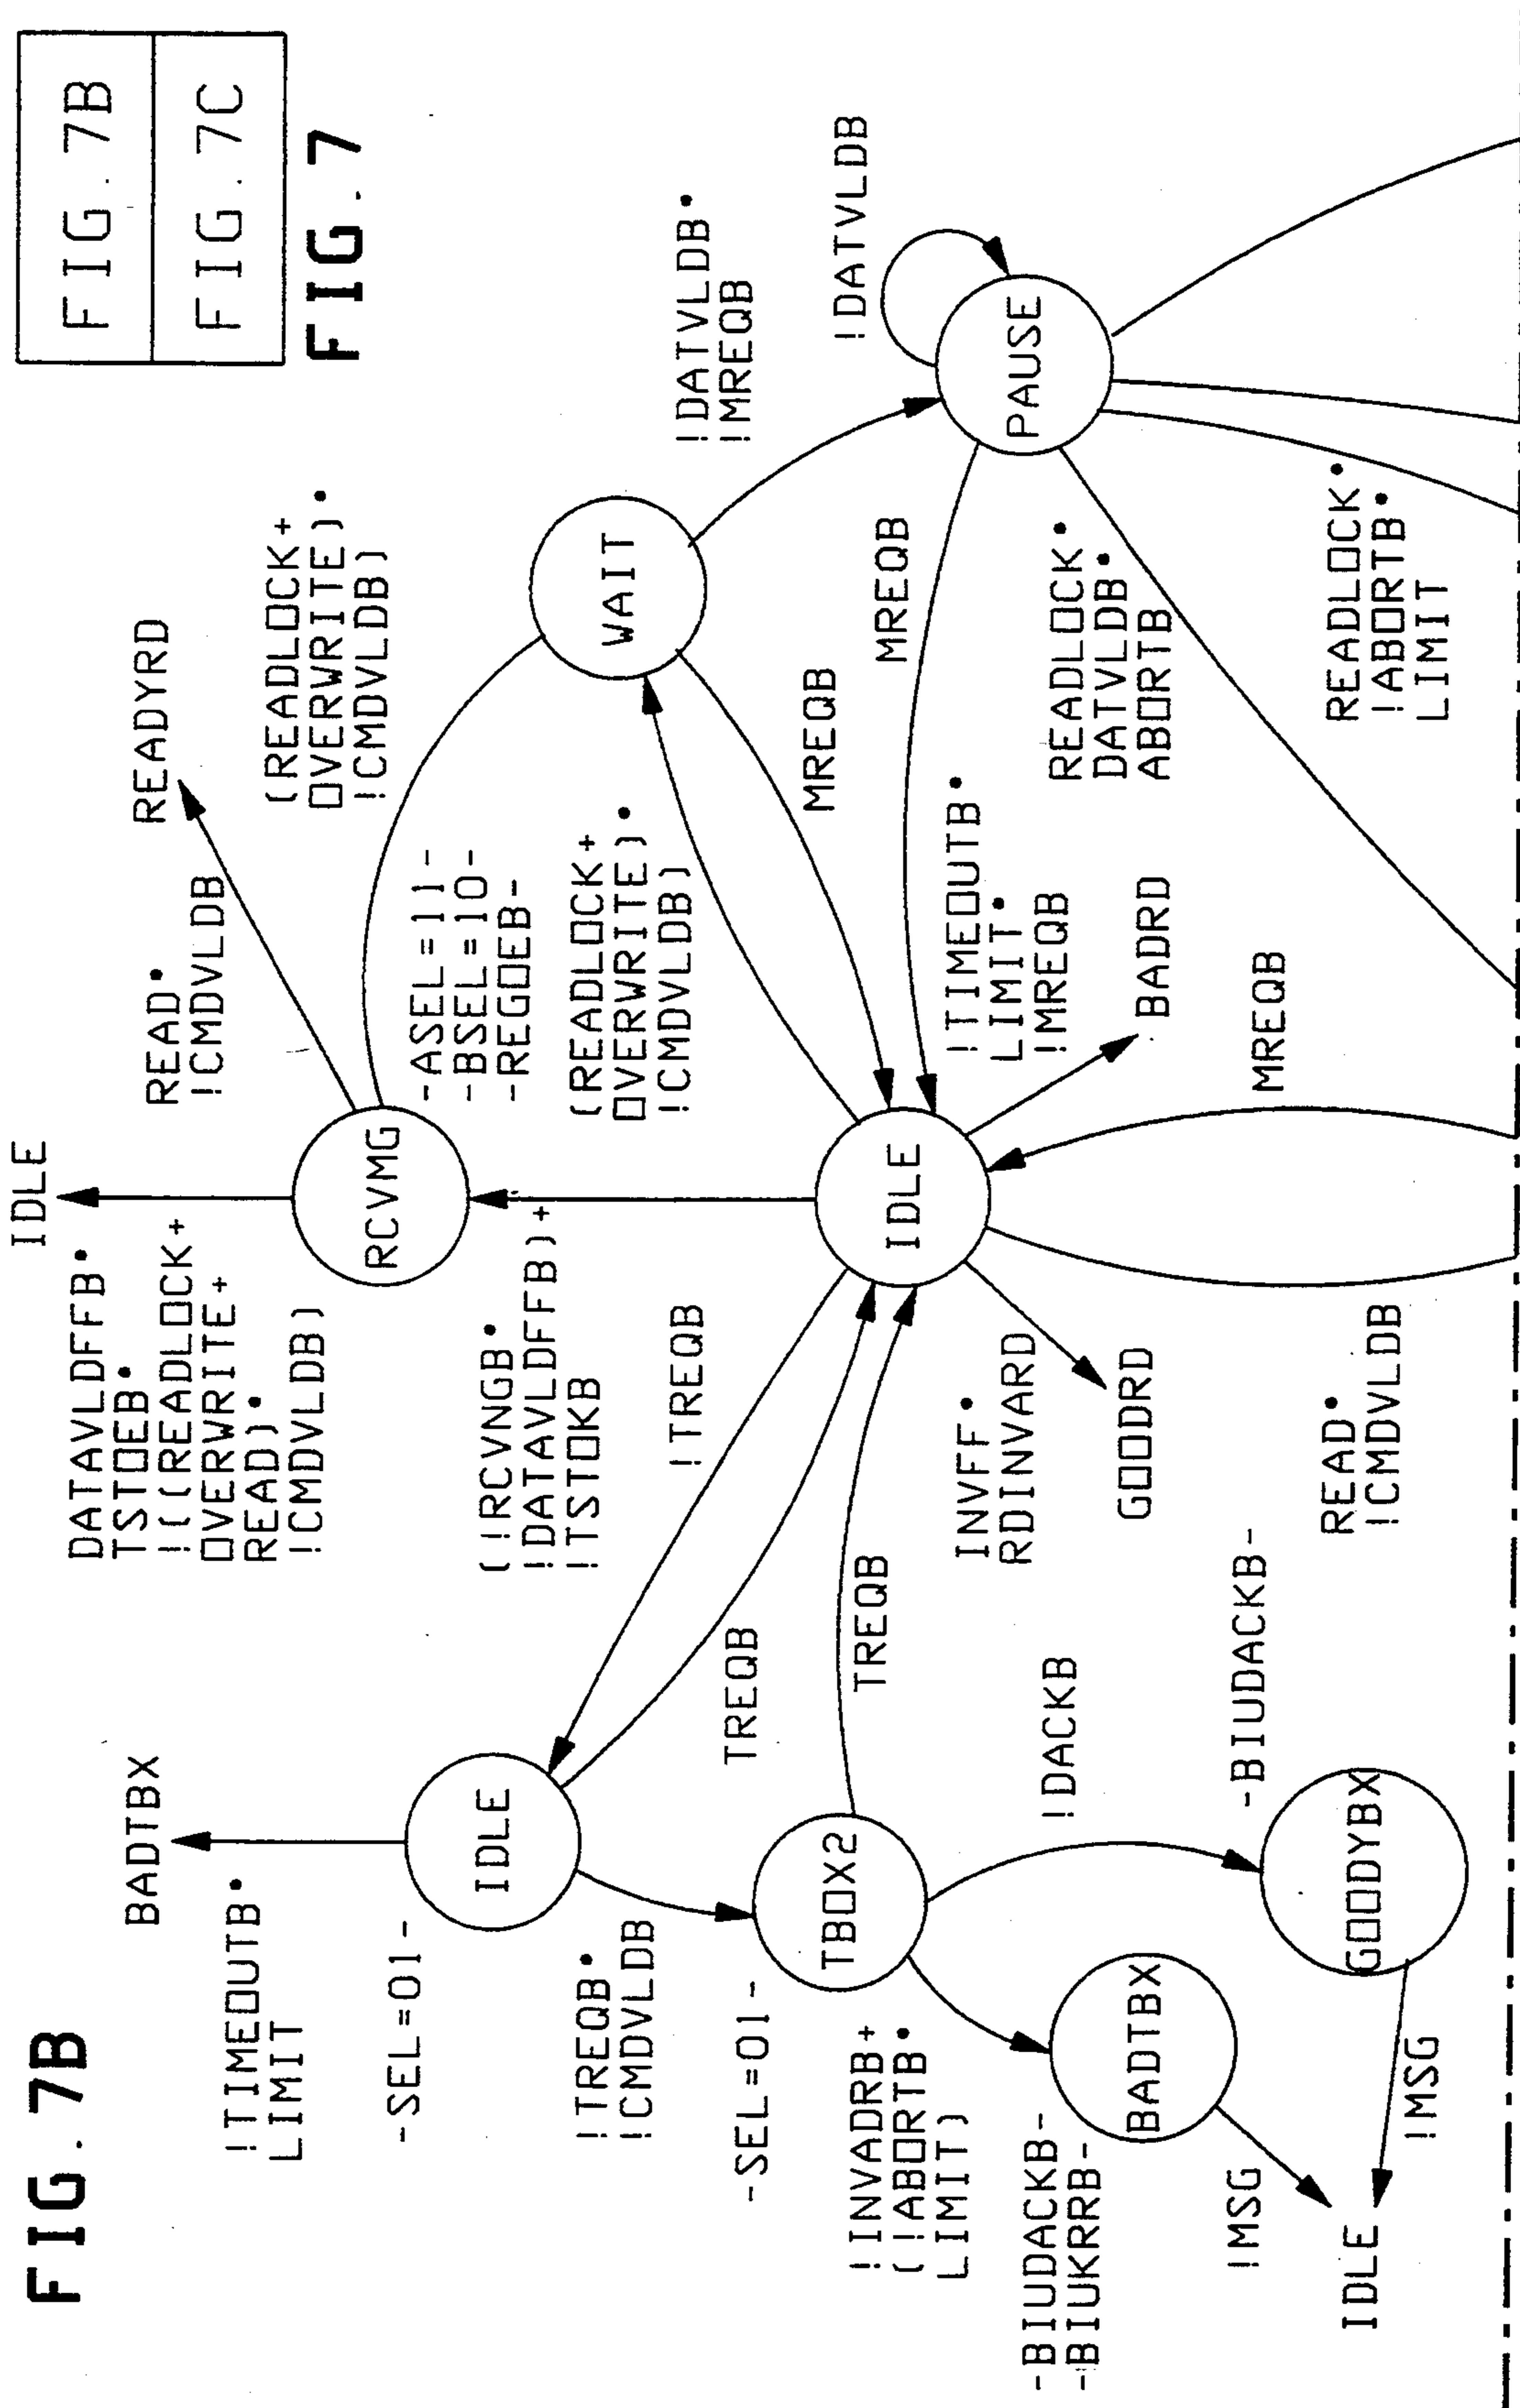 FIG. 7B
FIG. 7B
FIG. 7C
FIG. 7
IDLE
DATAVLDFFB•
TSTOEB•
!((READLOCK+
OVERWRITE+
READ)•
!CMDVLDB)
READ•
!CMDVLDB
READYRD
(READLOCK+
OVERWRITE)•
!CMDVLDB)
RCVMG
-ASEL=11-
-BSEL=10-
-REGOEB-
BADTBX
!TIMEOUTB•
LIMIT
-SEL=01-
IDLE
(!RCVNGB•
!DATAVLDFFB)+
!TSTOKB
!TREQB
(READLOCK+
OVERWRITE)•
!CMDVLDB)
WAIT
!DATVLDB•
!MREQB
!TREQB•
!CMDVLDB
TREQB
MREQB
-SEL=01-
TBOX2
TREQB
IDLE
MREQB
!DATVLDB
PAUSE
!INVADRB+
(!ABORTB•
LIMIT)
!DACKB
INVFF•
RDINVARD
!TIMEOUTB•
LIMIT•
!MREQB
READLOCK•
DATVLDB•
ABORTB
-BIUDACKB-
-BIUKRRB-
BADTBX
GOODRD
BADRD
-BIUDACKB-
MREQB
!MSG
GOODYBX
READ•
!CMDVLDB
READLOCK•
!ABORTB•
LIMIT
IDLE
!MSG